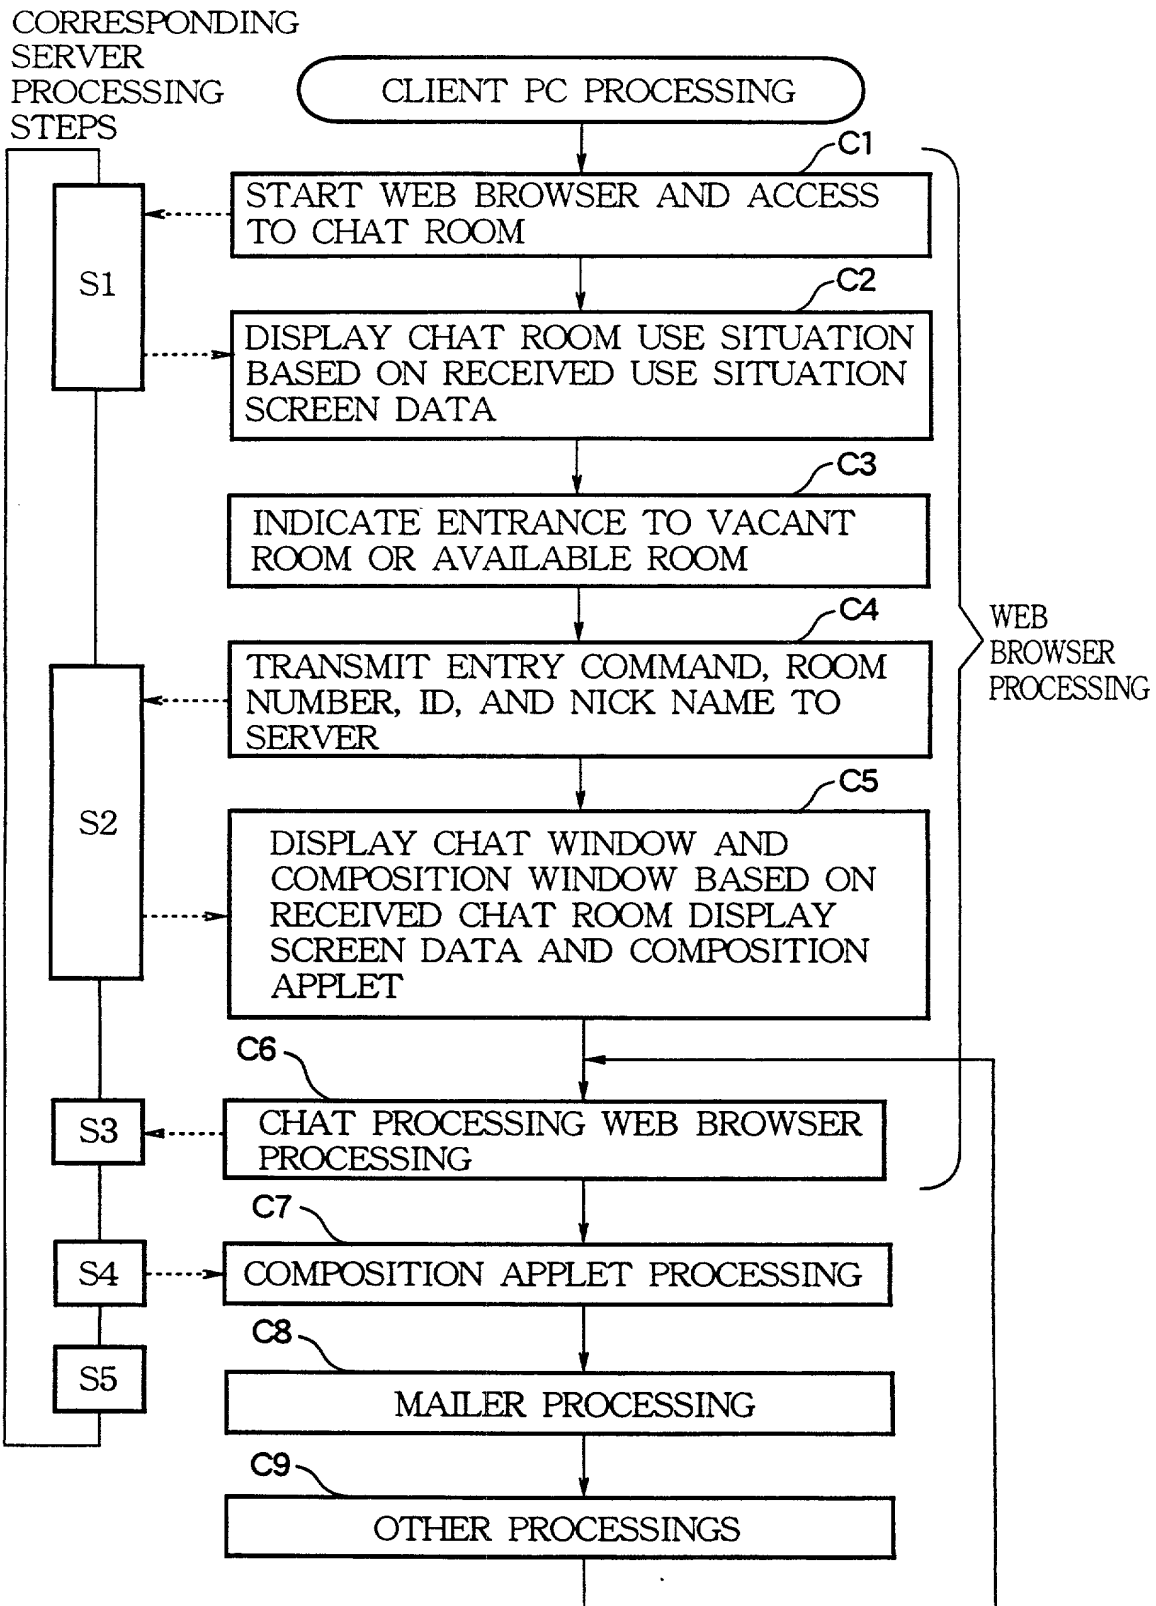 CORRESPONDING
SERVER
PROCESSING
STEPS
CLIENT PC PROCESSING
C1
START WEB BROWSER AND ACCESS
TO CHAT ROOM
S1
C2
DISPLAY CHAT ROOM USE SITUATION
BASED ON RECEIVED USE SITUATION
SCREEN DATA
C3
INDICATE ENTRANCE TO VACANT
ROOM OR AVAILABLE ROOM
C4
TRANSMIT ENTRY COMMAND, ROOM
NUMBER, ID, AND NICK NAME TO
SERVER
WEB
BROWSER
PROCESSING
S2
C5
DISPLAY CHAT WINDOW AND
COMPOSITION WINDOW BASED ON
RECEIVED CHAT ROOM DISPLAY
SCREEN DATA AND COMPOSITION
APPLET
C6
S3
CHAT PROCESSING WEB BROWSER
PROCESSING
C7
S4
COMPOSITION APPLET PROCESSING
C8
S5
MAILER PROCESSING
C9
OTHER PROCESSINGS